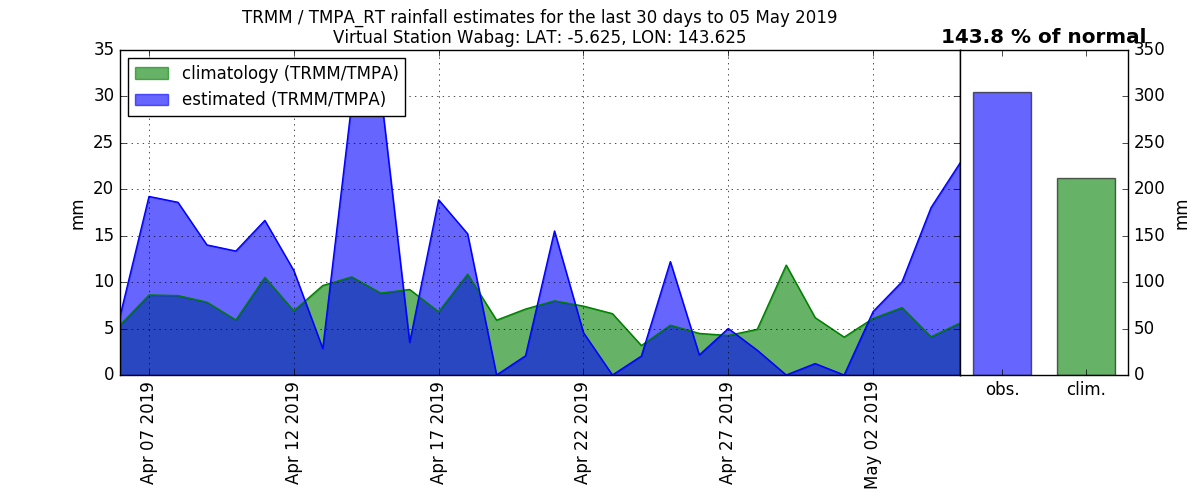 TRMM / TMPA_RT rainfall estimates for the last 30 days to 05 May 2019
Virtual Station Wabag: LAT: -5.625, LON: 143.625
143.8 % of normal
climatology (TRMM/TMPA)
estimated (TRMM/TMPA)
35
30
25
20
15
10
5
0
mm
Apr 07 2019
Apr 12 2019
Apr 17 2019
Apr 22 2019
Apr 27 2019
May 02 2019
350
300
250
200
150
100
50
0
mm
obs.
clim.